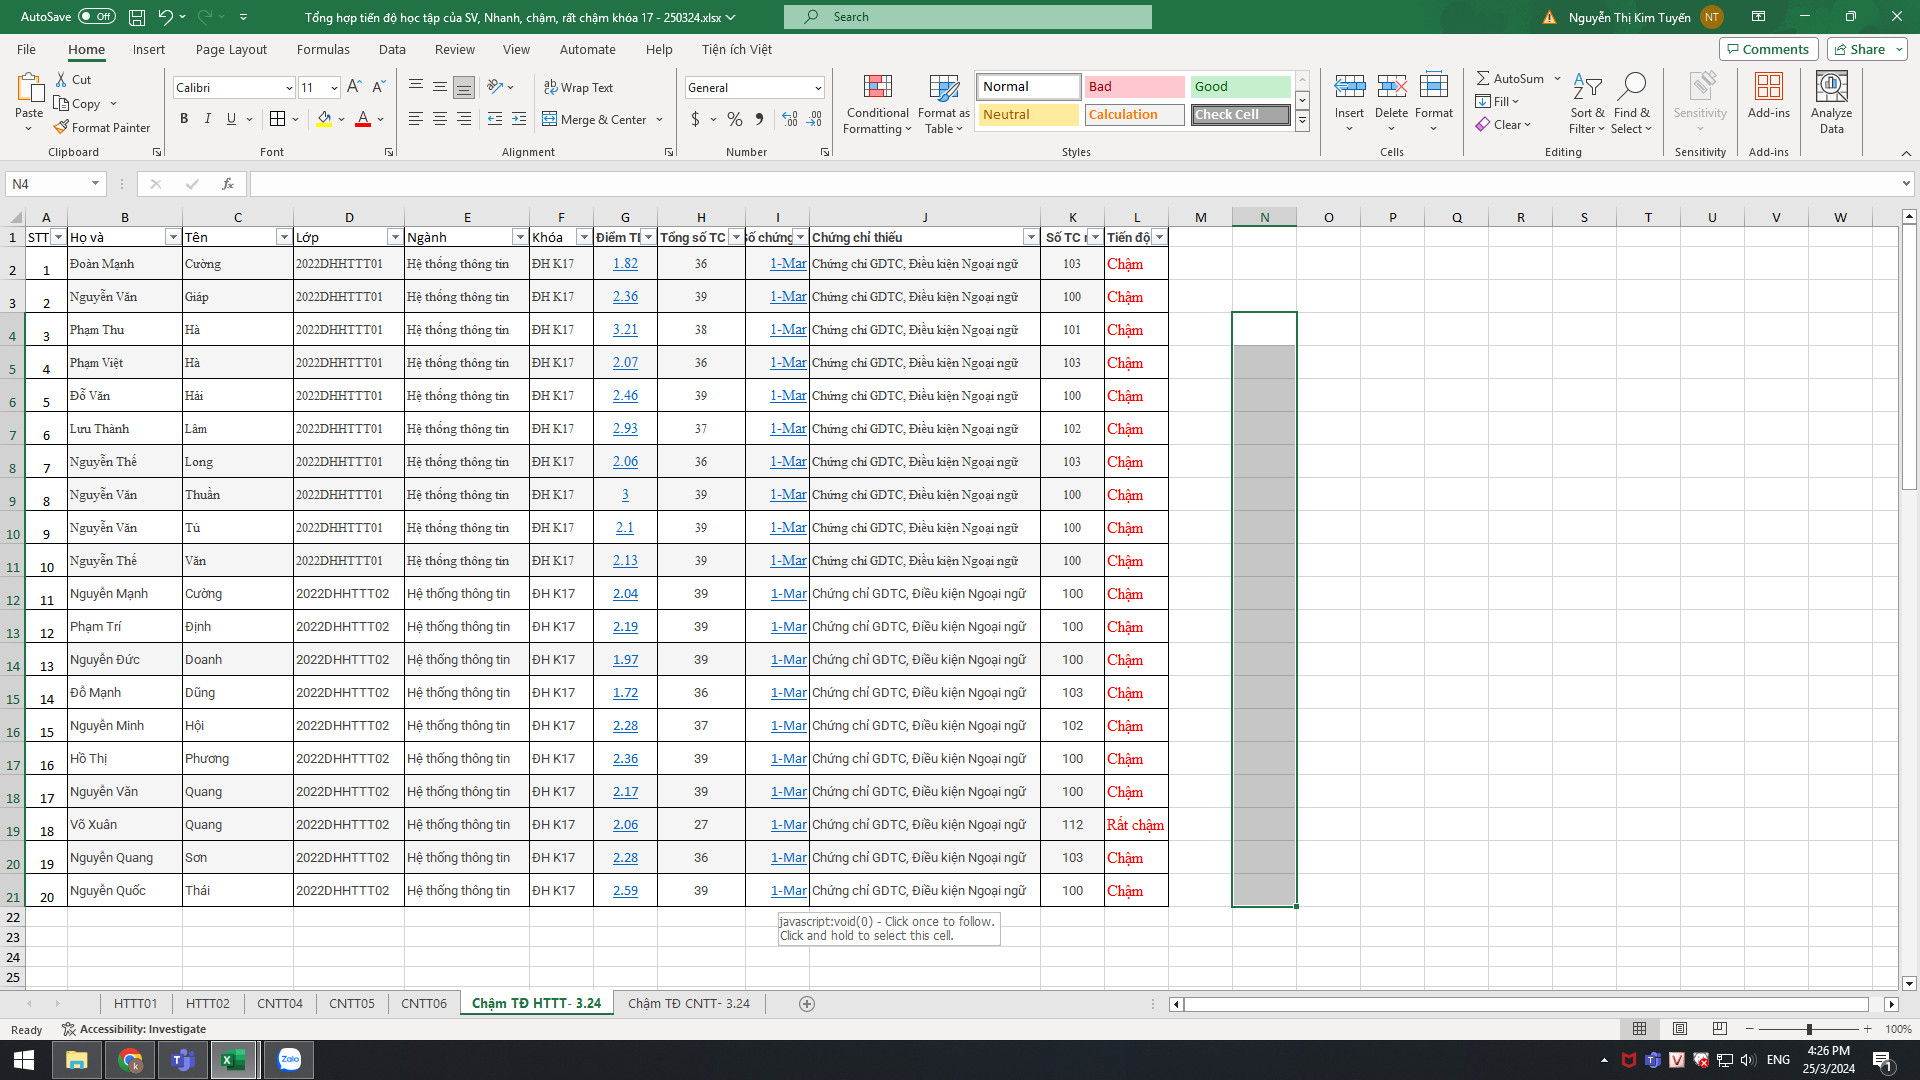 AutoSave Off Tổng hợp tiến độ học tập của SV, Nhanh, chậm, rất chậm khóa 17 - 250324.xlsx Search Nguyễn Thị Kim Tuyến NT
File Home Insert Page Layout Formulas Data Review View Automate Help Tiện ích Việt Comments Share
Paste Cut Copy Format Painter Calibri 11 Wrap Text Merge & Center General Conditional Formatting Format as Table Normal Bad Good Neutral Calculation Check Cell Insert Delete Format AutoSum Fill Clear Sort & Filter Find & Select Sensitivity Add-ins Analyze Data
Clipboard Font Alignment Number Styles Cells Editing Sensitivity Add-ins
N4 fx
A B C D E F G H I J K L M N O P Q R S T U V W
1 STT Họ và Tên Lớp Ngành Khóa Điểm TB Tổng số TC Số chứng Chứng chỉ thiếu Số TC Tiến độ
2 1 Đoàn Mạnh Cường 2022DHHTTT01 Hệ thống thông tin ĐH K17 1.82 36 1-Mar Chứng chỉ GDTC, Điều kiện Ngoại ngữ 103 Chậm
3 2 Nguyễn Văn Giáp 2022DHHTTT01 Hệ thống thông tin ĐH K17 2.36 39 1-Mar Chứng chỉ GDTC, Điều kiện Ngoại ngữ 100 Chậm
4 3 Phạm Thu Hà 2022DHHTTT01 Hệ thống thông tin ĐH K17 3.21 38 1-Mar Chứng chỉ GDTC, Điều kiện Ngoại ngữ 101 Chậm
5 4 Phạm Việt Hà 2022DHHTTT01 Hệ thống thông tin ĐH K17 2.07 36 1-Mar Chứng chỉ GDTC, Điều kiện Ngoại ngữ 103 Chậm
6 5 Đỗ Văn Hải 2022DHHTTT01 Hệ thống thông tin ĐH K17 2.46 39 1-Mar Chứng chỉ GDTC, Điều kiện Ngoại ngữ 100 Chậm
7 6 Lưu Thành Lâm 2022DHHTTT01 Hệ thống thông tin ĐH K17 2.93 37 1-Mar Chứng chỉ GDTC, Điều kiện Ngoại ngữ 102 Chậm
8 7 Nguyễn Thế Long 2022DHHTTT01 Hệ thống thông tin ĐH K17 2.06 36 1-Mar Chứng chỉ GDTC, Điều kiện Ngoại ngữ 103 Chậm
9 8 Nguyễn Văn Thuần 2022DHHTTT01 Hệ thống thông tin ĐH K17 3 39 1-Mar Chứng chỉ GDTC, Điều kiện Ngoại ngữ 100 Chậm
10 9 Nguyễn Văn Tú 2022DHHTTT01 Hệ thống thông tin ĐH K17 2.1 39 1-Mar Chứng chỉ GDTC, Điều kiện Ngoại ngữ 100 Chậm
11 10 Nguyễn Thế Văn 2022DHHTTT01 Hệ thống thông tin ĐH K17 2.13 39 1-Mar Chứng chỉ GDTC, Điều kiện Ngoại ngữ 100 Chậm
12 11 Nguyễn Mạnh Cường 2022DHHTTT02 Hệ thống thông tin ĐH K17 2.04 39 1-Mar Chứng chỉ GDTC, Điều kiện Ngoại ngữ 100 Chậm
13 12 Phạm Trí Định 2022DHHTTT02 Hệ thống thông tin ĐH K17 2.19 39 1-Mar Chứng chỉ GDTC, Điều kiện Ngoại ngữ 100 Chậm
14 13 Nguyễn Đức Doanh 2022DHHTTT02 Hệ thống thông tin ĐH K17 1.97 39 1-Mar Chứng chỉ GDTC, Điều kiện Ngoại ngữ 100 Chậm
15 14 Đỗ Mạnh Dũng 2022DHHTTT02 Hệ thống thông tin ĐH K17 1.72 36 1-Mar Chứng chỉ GDTC, Điều kiện Ngoại ngữ 103 Chậm
16 15 Nguyễn Minh Hội 2022DHHTTT02 Hệ thống thông tin ĐH K17 2.28 37 1-Mar Chứng chỉ GDTC, Điều kiện Ngoại ngữ 102 Chậm
17 16 Hồ Thị Phương 2022DHHTTT02 Hệ thống thông tin ĐH K17 2.36 39 1-Mar Chứng chỉ GDTC, Điều kiện Ngoại ngữ 100 Chậm
18 17 Nguyễn Văn Quang 2022DHHTTT02 Hệ thống thông tin ĐH K17 2.17 39 1-Mar Chứng chỉ GDTC, Điều kiện Ngoại ngữ 100 Chậm
19 18 Võ Xuân Quang 2022DHHTTT02 Hệ thống thông tin ĐH K17 2.06 27 1-Mar Chứng chỉ GDTC, Điều kiện Ngoại ngữ 112 Rất chậm
20 19 Nguyễn Quang Sơn 2022DHHTTT02 Hệ thống thông tin ĐH K17 2.28 36 1-Mar Chứng chỉ GDTC, Điều kiện Ngoại ngữ 103 Chậm
21 20 Nguyễn Quốc Thái 2022DHHTTT02 Hệ thống thông tin ĐH K17 2.59 39 1-Mar Chứng chỉ GDTC, Điều kiện Ngoại ngữ 100 Chậm
22
javascript:void(0) - Click once to follow.
23
Click and hold to select this cell.
24
25
HTTT01 HTTT02 CNTT04 CNTT05 CNTT06 Chậm TĐ HTTT- 3.24 Chậm TĐ CNTT- 3.24
Ready Accessibility: Investigate 100%
Zalo ENG 4:26 PM
25/3/2024 1